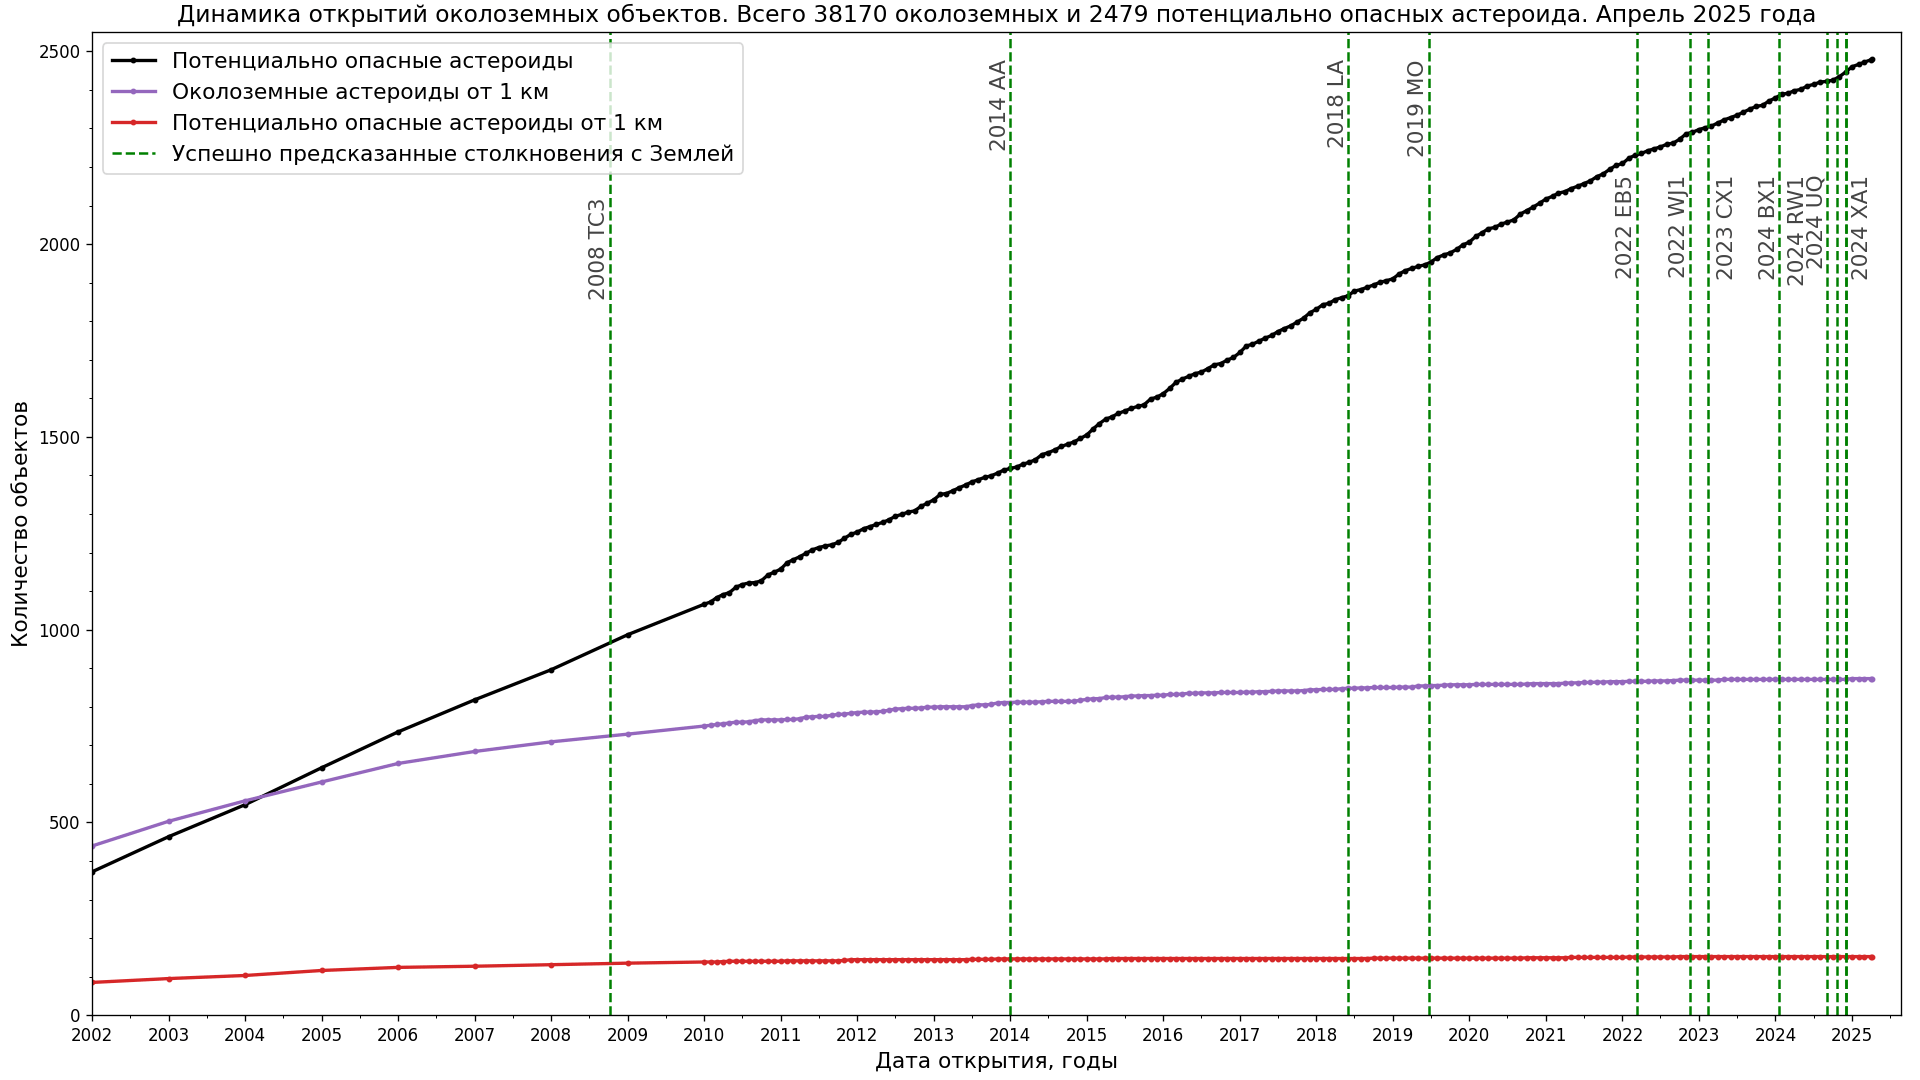 Динамика открытий околоземных объектов. Всего 38170 околоземных и 2479 потенциально опасных астероида. Апрель 2025 года
Потенциально опасные астероиды
Околоземные астероиды от 1 км
Потенциально опасные астероиды от 1 км
Успешно предсказанные столкновения с Землей
2008 TC3
2014 AA
2018 LA
2019 MO
2022 EB5
2022 WJ1
2023 CX1
2024 BX1
2024 RW1
2024 UQ
2024 XA1
Количество объектов
2500
2000
1500
1000
500
0
2002 2003 2004 2005 2006 2007 2008 2009 2010 2011 2012 2013 2014 2015 2016 2017 2018 2019 2020 2021 2022 2023 2024 2025
Дата открытия, годы